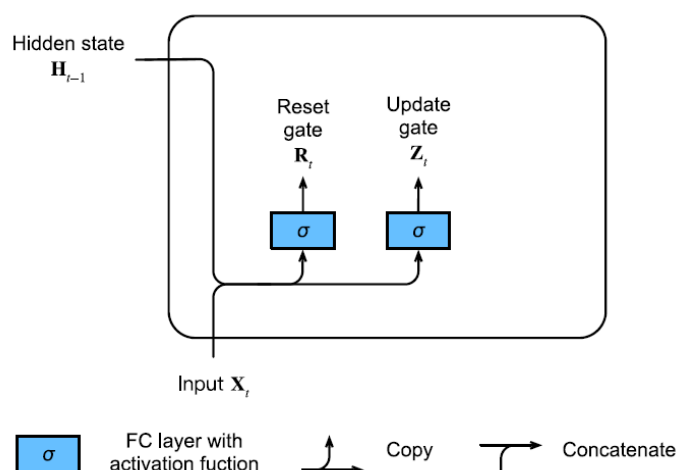 Hidden state
H_{t-1}
Reset
gate
R_t
Update
gate
Z_t
σ
σ
Input X_t
σ
FC layer with
activation fuction
Copy
Concatenate